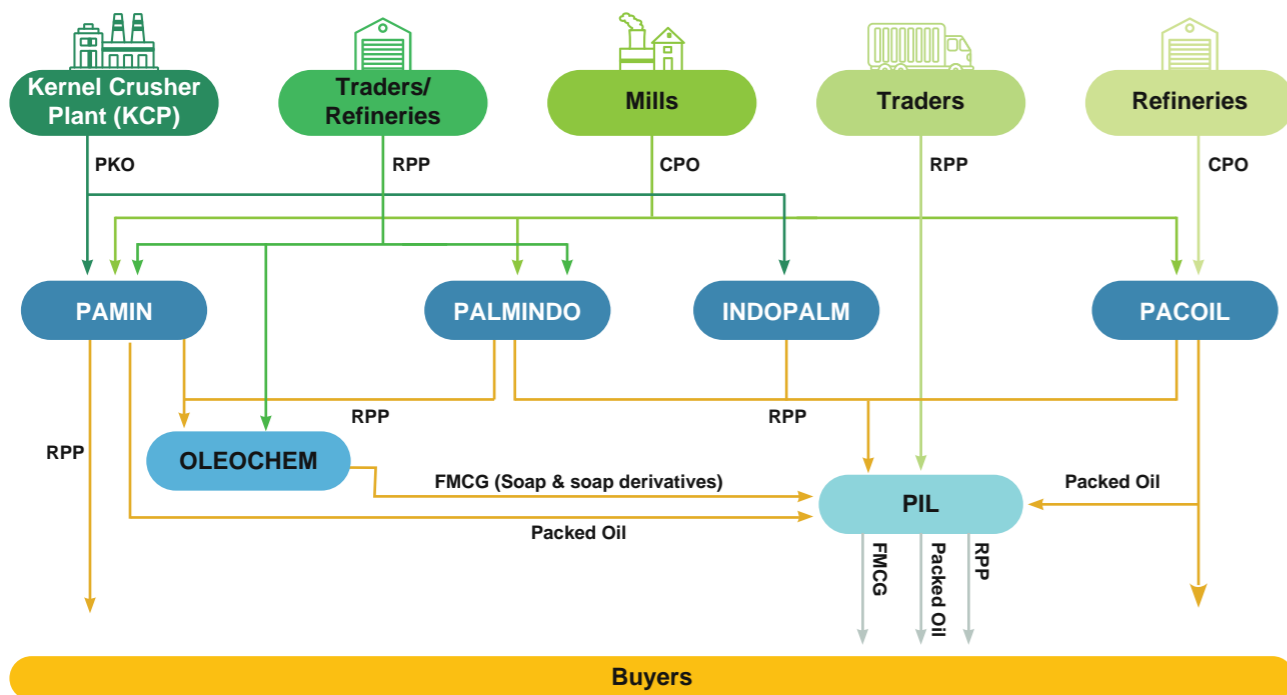 Kernel Crusher
Plant (KCP)
Traders/
Refineries
Mills
Traders
Refineries
PKO
RPP
CPO
RPP
CPO
PAMIN
PALMINDO
INDOPALM
PACOIL
RPP
RPP
RPP
OLEOCHEM
FMCG (Soap & soap derivatives)
Packed Oil
PIL
Packed Oil
FMCG
Packed Oil
RPP
Buyers